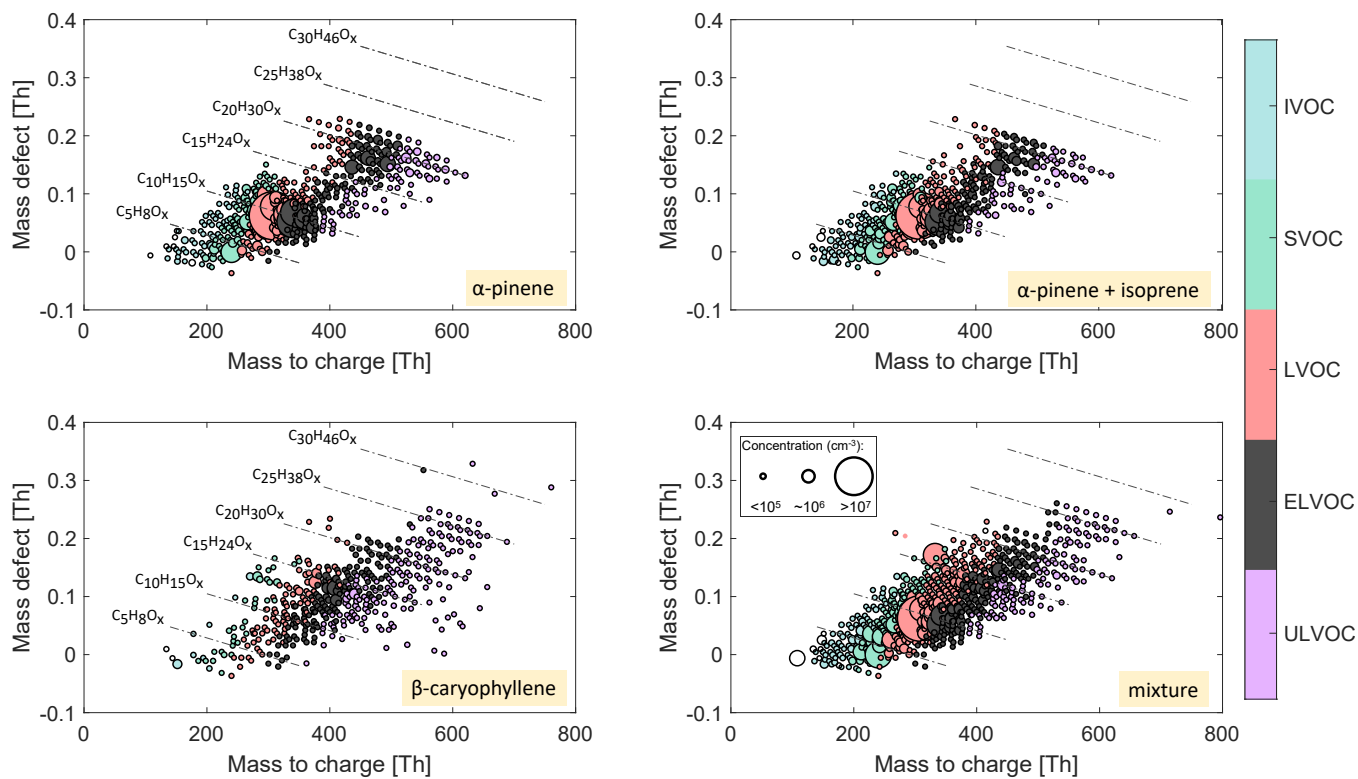 0.4
0.3
0.2
0.1
0
-0.1
Mass defect [Th]
C₃₀H₄₆Oₓ
C₂₅H₃₈Oₓ
C₂₀H₃₀Oₓ
C₁₅H₂₄Oₓ
C₁₀H₁₅Oₓ
C₅H₈Oₓ
α-pinene
0 200 400 600 800
Mass to charge [Th]
0.4
0.3
0.2
0.1
0
-0.1
Mass defect [Th]
α-pinene + isoprene
0 200 400 600 800
Mass to charge [Th]
0.4
0.3
0.2
0.1
0
-0.1
Mass defect [Th]
C₃₀H₄₆Oₓ
C₂₅H₃₈Oₓ
C₂₀H₃₀Oₓ
C₁₅H₂₄Oₓ
C₁₀H₁₅Oₓ
C₅H₈Oₓ
β-caryophyllene
0 200 400 600 800
Mass to charge [Th]
0.4
0.3
0.2
0.1
0
-0.1
Mass defect [Th]
Concentration (cm⁻³):
<10⁵ ~10⁶ >10⁷
mixture
0 200 400 600 800
Mass to charge [Th]
IVOC
SVOC
LVOC
ELVOC
ULVOC